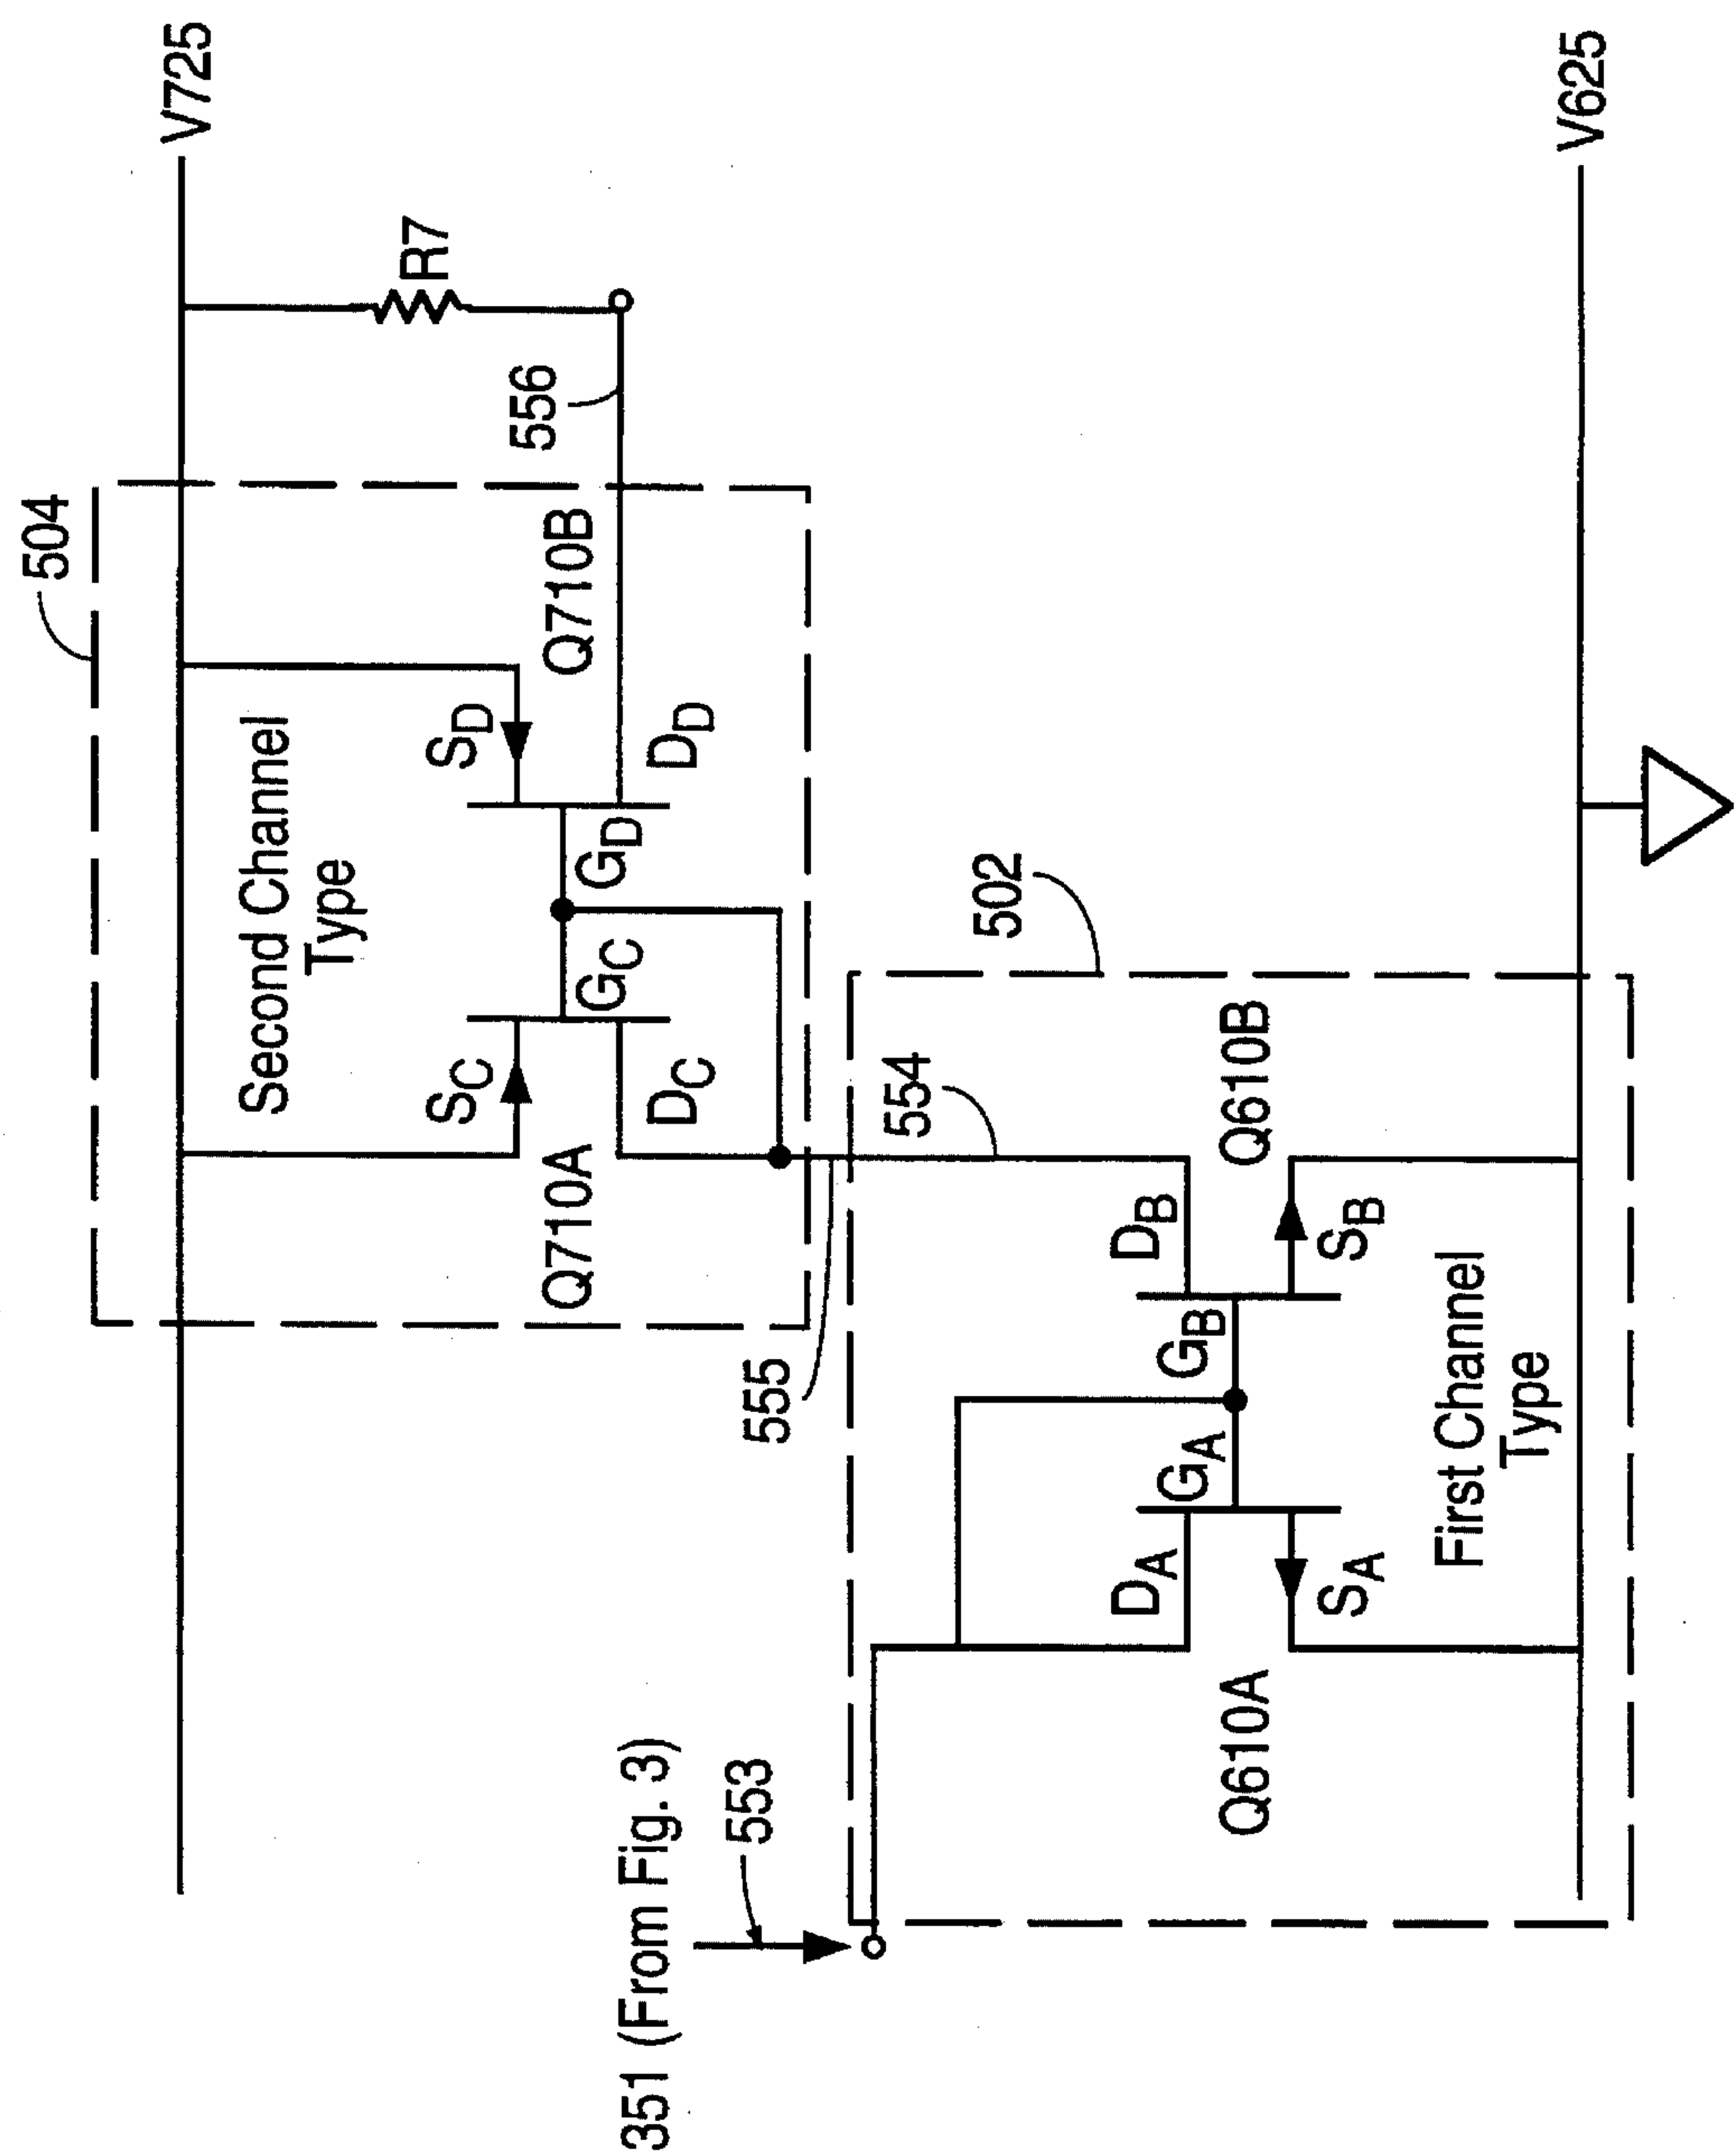 504
V725
Second Channel
Type
R7
S_C
S_D
Q710A
G_C
G_D
Q710B
556
D_C
D_D
351 (From Fig. 3)
553
555
554
502
D_A
G_A
G_B
D_B
Q610A
Q610B
S_A
S_B
First Channel
Type
V625